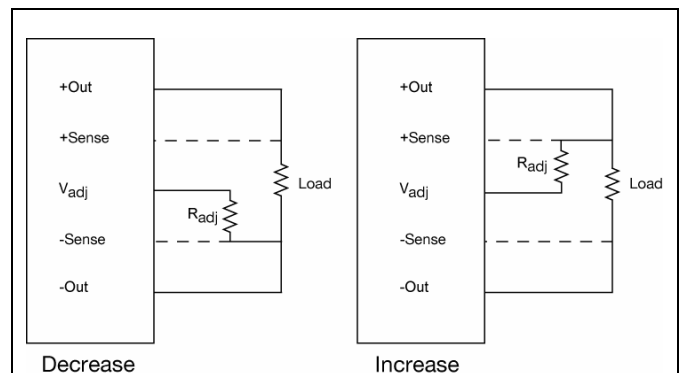 +Out
+Sense
Vadj
-Sense
-Out
Radj
Load
Decrease
+Out
+Sense
Vadj
-Sense
-Out
Radj
Load
Increase